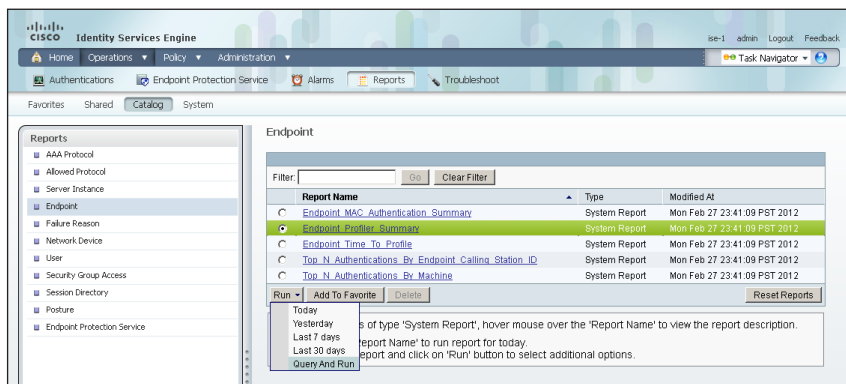 CISCO Identity Services Engine
ise-1 admin Logout Feedback
Home Operations ▼ Policy ▼ Administration ▼
Task Navigator ▼
Authentications Endpoint Protection Service Alarms Reports Troubleshoot
Favorites Shared Catalog System
Reports
AAA Protocol
Allowed Protocol
Server Instance
Endpoint
Failure Reason
Network Device
User
Security Group Access
Session Directory
Posture
Endpoint Protection Service
Endpoint
Filter: Go Clear Filter
Report Name Type Modified At
Endpoint_MAC_Authentication_Summary System Report Mon Feb 27 23:41:09 PST 2012
Endpoint_Profiler_Summary System Report Mon Feb 27 23:41:09 PST 2012
Endpoint_Time_To_Profile System Report Mon Feb 27 23:41:09 PST 2012
Top_N_Authentications_By_Endpoint_Calling_Station_ID System Report Mon Feb 27 23:41:09 PST 2012
Top_N_Authentications_By_Machine System Report Mon Feb 27 23:41:09 PST 2012
Run Add To Favorite Delete Reset Reports
Today
Yesterday
Last 7 days
Last 30 days
Query And Run
s of type 'System Report', hover mouse over the 'Report Name' to view the report description.
Report Name' to run report for today.
eport and click on 'Run' button to select additional options.